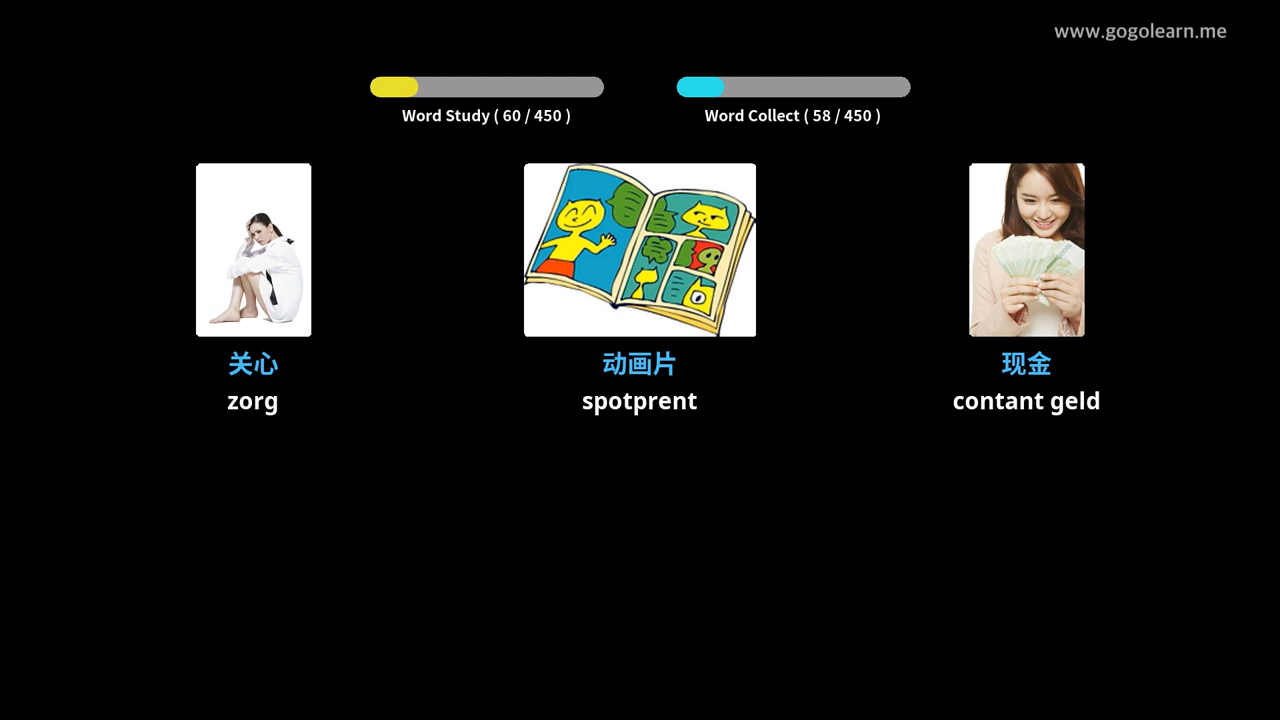 www.gogolearn.me
Word Study ( 60 / 450 )
Word Collect ( 58 / 450 )
关心
zorg
动画片
spotprent
现金
contant geld